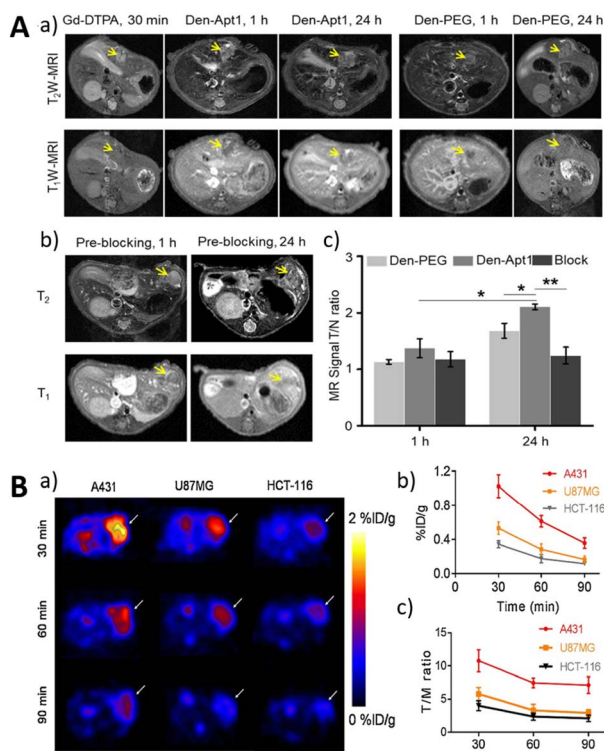 A
a)
Gd-DTPA, 30 min Den-Apt1, 1 h Den-Apt1, 24 h Den-PEG, 1 h Den-PEG, 24 h
T2W-MRI
T1W-MRI
b)
Pre-blocking, 1 h Pre-blocking, 24 h
T2
T1
c)
Den-PEG Den-Apt1 Block
MR Signal T/N ratio
3
2
1
* * **
1 h 24 h
B
a)
A431 U87MG HCT-116
30 min
60 min
90 min
2 %ID/g
0 %ID/g
b)
%ID/g
1.2
0.8
0.4
0.0
A431
U87MG
HCT-116
0 30 60 90
Time (min)
c)
T/M ratio
15
10
5
0
A431
U87MG
HCT-116
30 60 90